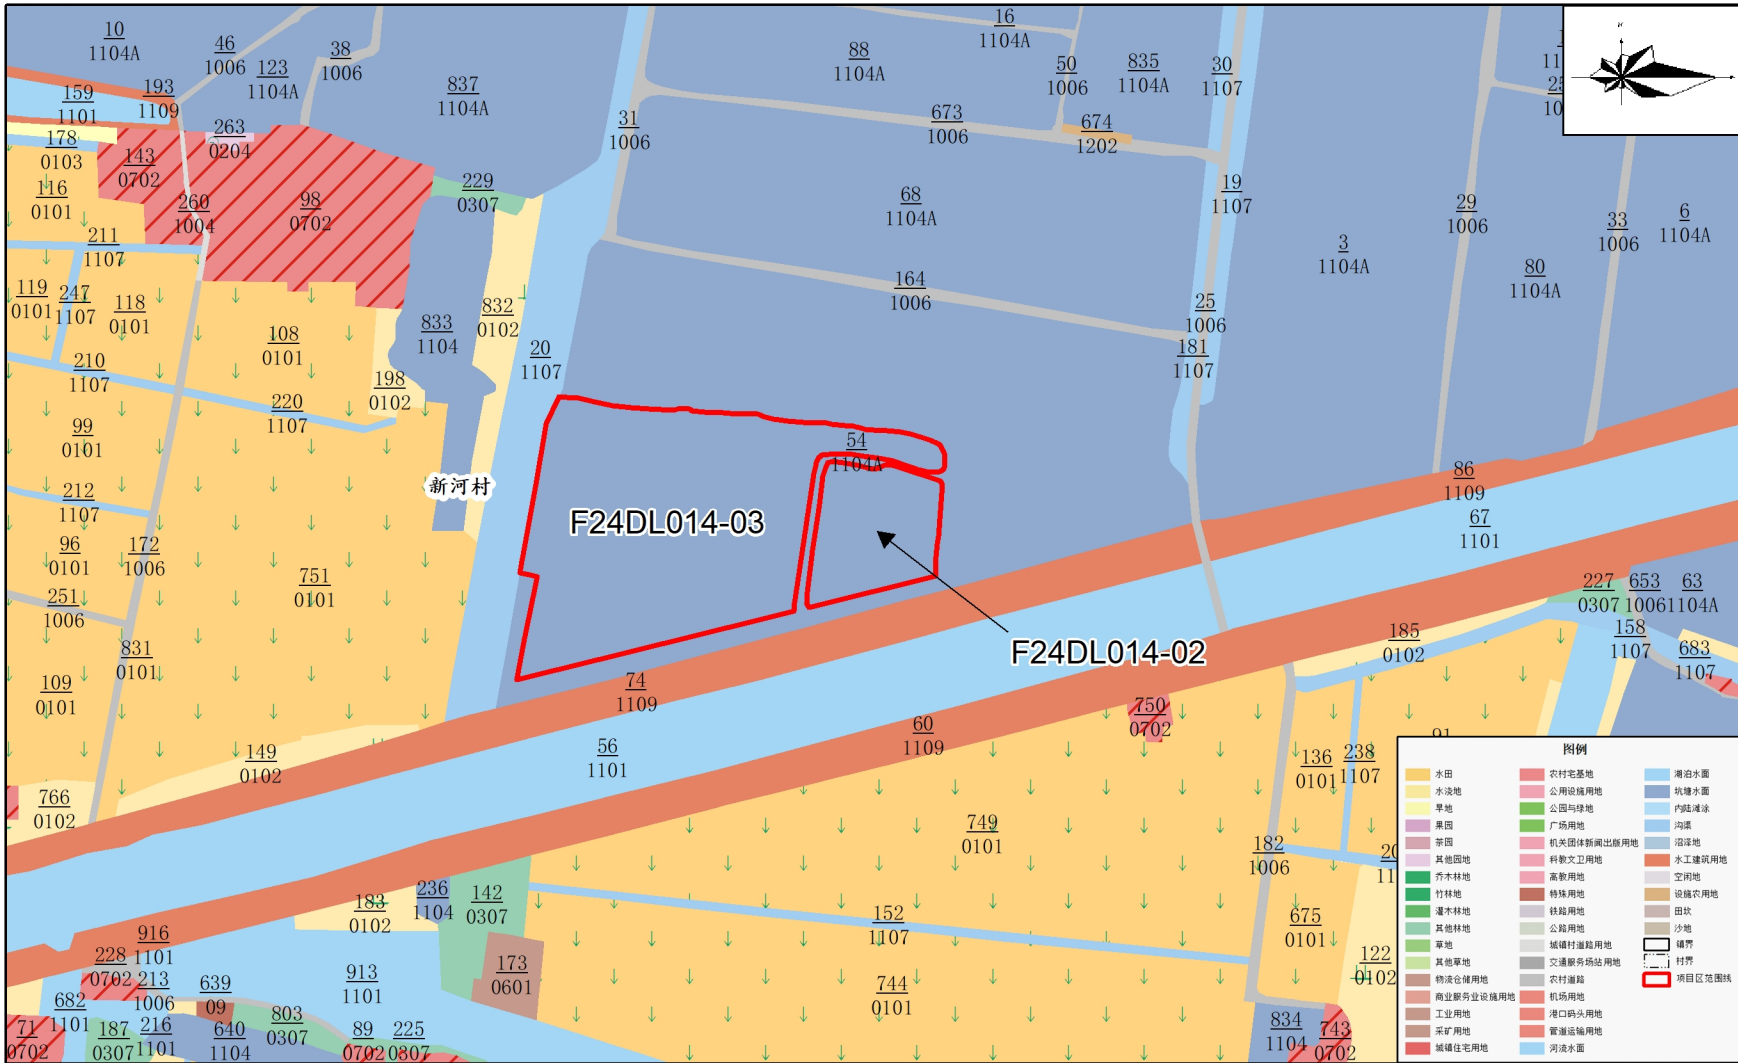 10
1104A
46
1006
38
1006
123
1104A
837
1104A
88
1104A
16
1104A
50
1006
835
1104A
30
1107
159
1101
193
1109
263
0204
31
1006
673
1006
674
1202
178
0103
143
0702
116
0101
260
1004
98
0702
229
0307
68
1104A
19
1107
29
1006
33
1006
6
1104A
211
1107
3
1104A
80
1104A
119
0101
247
1107
118
0101
108
0101
833
1104
832
0102
164
1006
25
1006
210
1107
198
0102
220
1107
20
1107
181
1107
99
0101
54
1104A
新河村
86
1109
212
1107
F24DL014-03
67
1101
96
0101
172
1006
751
0101
251
1006
227
0307
653
1006
63
1104A
831
0101
F24DL014-02
185
0102
158
1107
683
1107
109
0101
74
1109
750
0702
149
0102
56
1101
60
1109
136
0101
238
1107
766
0102
749
0101
182
1006
183
0102
236
1104
142
0307
152
1107
675
0101
122
0102
916
1101
228
0702
213
1006
639
09
913
1101
173
0601
744
0101
682
1101
71
0702
187
0307
216
1101
640
1104
803
0307
89
0702
225
0807
834
1104
743
0702
图例
水田
水浇地
旱地
果园
茶园
其他园地
乔木林地
竹林地
灌木林地
其他林地
草地
其他草地
物流仓储用地
商业服务业设施用地
工业用地
采矿用地
城镇住宅用地
农村宅基地
公用设施用地
公园与绿地
广场用地
机关团体新闻出版用地
科教文卫用地
高教用地
特殊用地
铁路用地
公路用地
城镇村道路用地
交通服务场站用地
农村道路
机场用地
港口码头用地
管道运输用地
河流水面
湖泊水面
坑塘水面
内陆滩涂
沟渠
沼泽地
水工建筑用地
空闲地
设施农用地
田坎
沙地
镇界
村界
项目区范围线